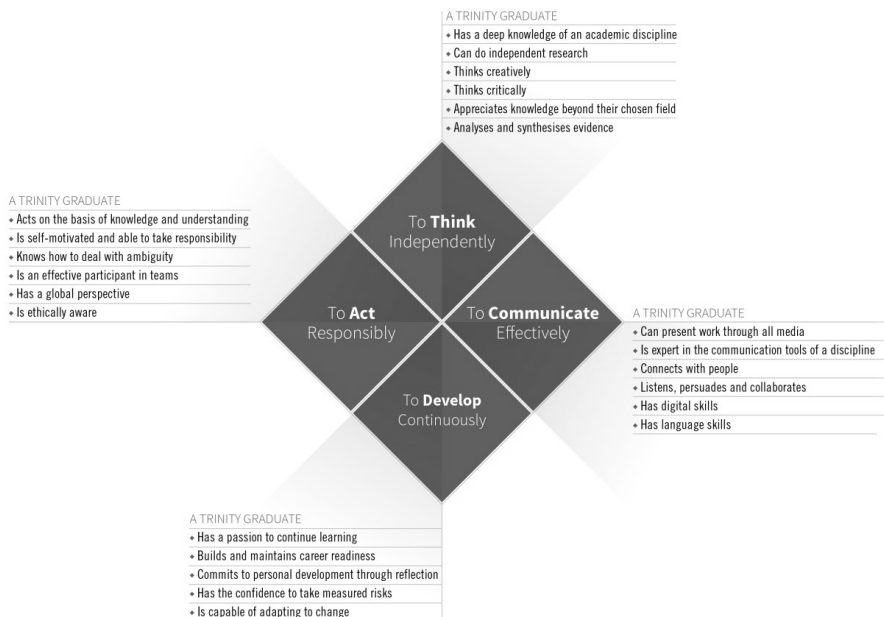 A TRINITY GRADUATE
Has a deep knowledge of an academic discipline
Can do independent research
Thinks creatively
Thinks critically
Appreciates knowledge beyond their chosen field
Analyses and synthesises evidence
A TRINITY GRADUATE
Acts on the basis of knowledge and understanding
Is self-motivated and able to take responsibility
Knows how to deal with ambiguity
Is an effective participant in teams
Has a global perspective
Is ethically aware
To Think
Independently
To Act
Responsibly
To Communicate
Effectively
To Develop
Continuously
A TRINITY GRADUATE
Can present work through all media
Is expert in the communication tools of a discipline
Connects with people
Listens, persuades and collaborates
Has digital skills
Has language skills
A TRINITY GRADUATE
Has a passion to continue learning
Builds and maintains career readiness
Commits to personal development through reflection
Has the confidence to take measured risks
Is capable of adapting to change